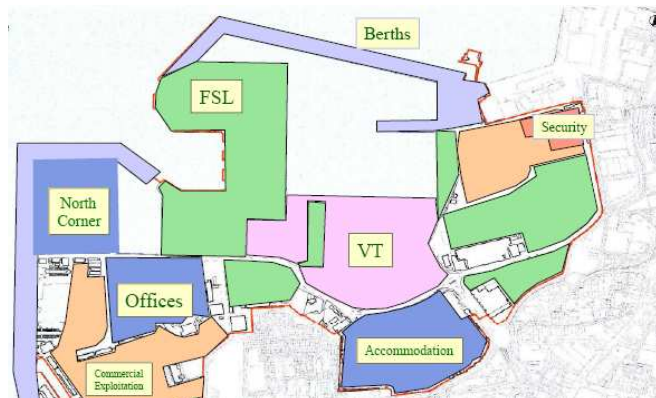 Berths
FSL
Security
North
Corner
VT
Offices
Accommodation
Commercial
Exploitation